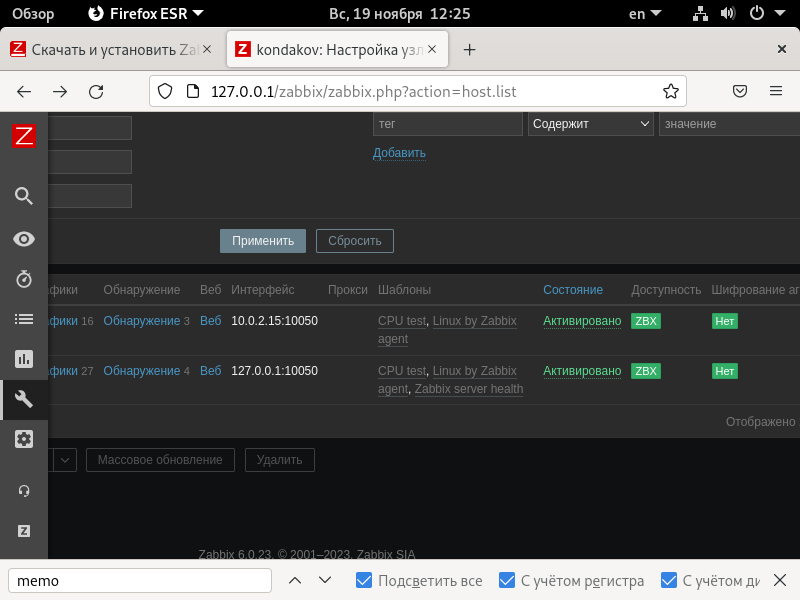 Обзор Firefox ESR Вс, 19 ноября 12:25 en
Скачать и установить Za kondakov: Настройка узл
127.0.0.1/zabbix/zabbix.php?action=host.list
тег Содержит значение
Добавить
Применить Сбросить
фики Обнаружение Веб Интерфейс Прокси Шаблоны Состояние Доступность Шифрование аг
фики 16 Обнаружение 3 Веб 10.0.2.15:10050 CPU test, Linux by Zabbix Активировано ZBX Нет
agent
фики 27 Обнаружение 4 Веб 127.0.0.1:10050 CPU test, Linux by Zabbix Активировано ZBX Нет
agent, Zabbix server health
Отображено
Массовое обновление Удалить
Zabbix 6.0.23. © 2001–2023, Zabbix SIA
memo Подсветить все С учётом регистра С учётом ди